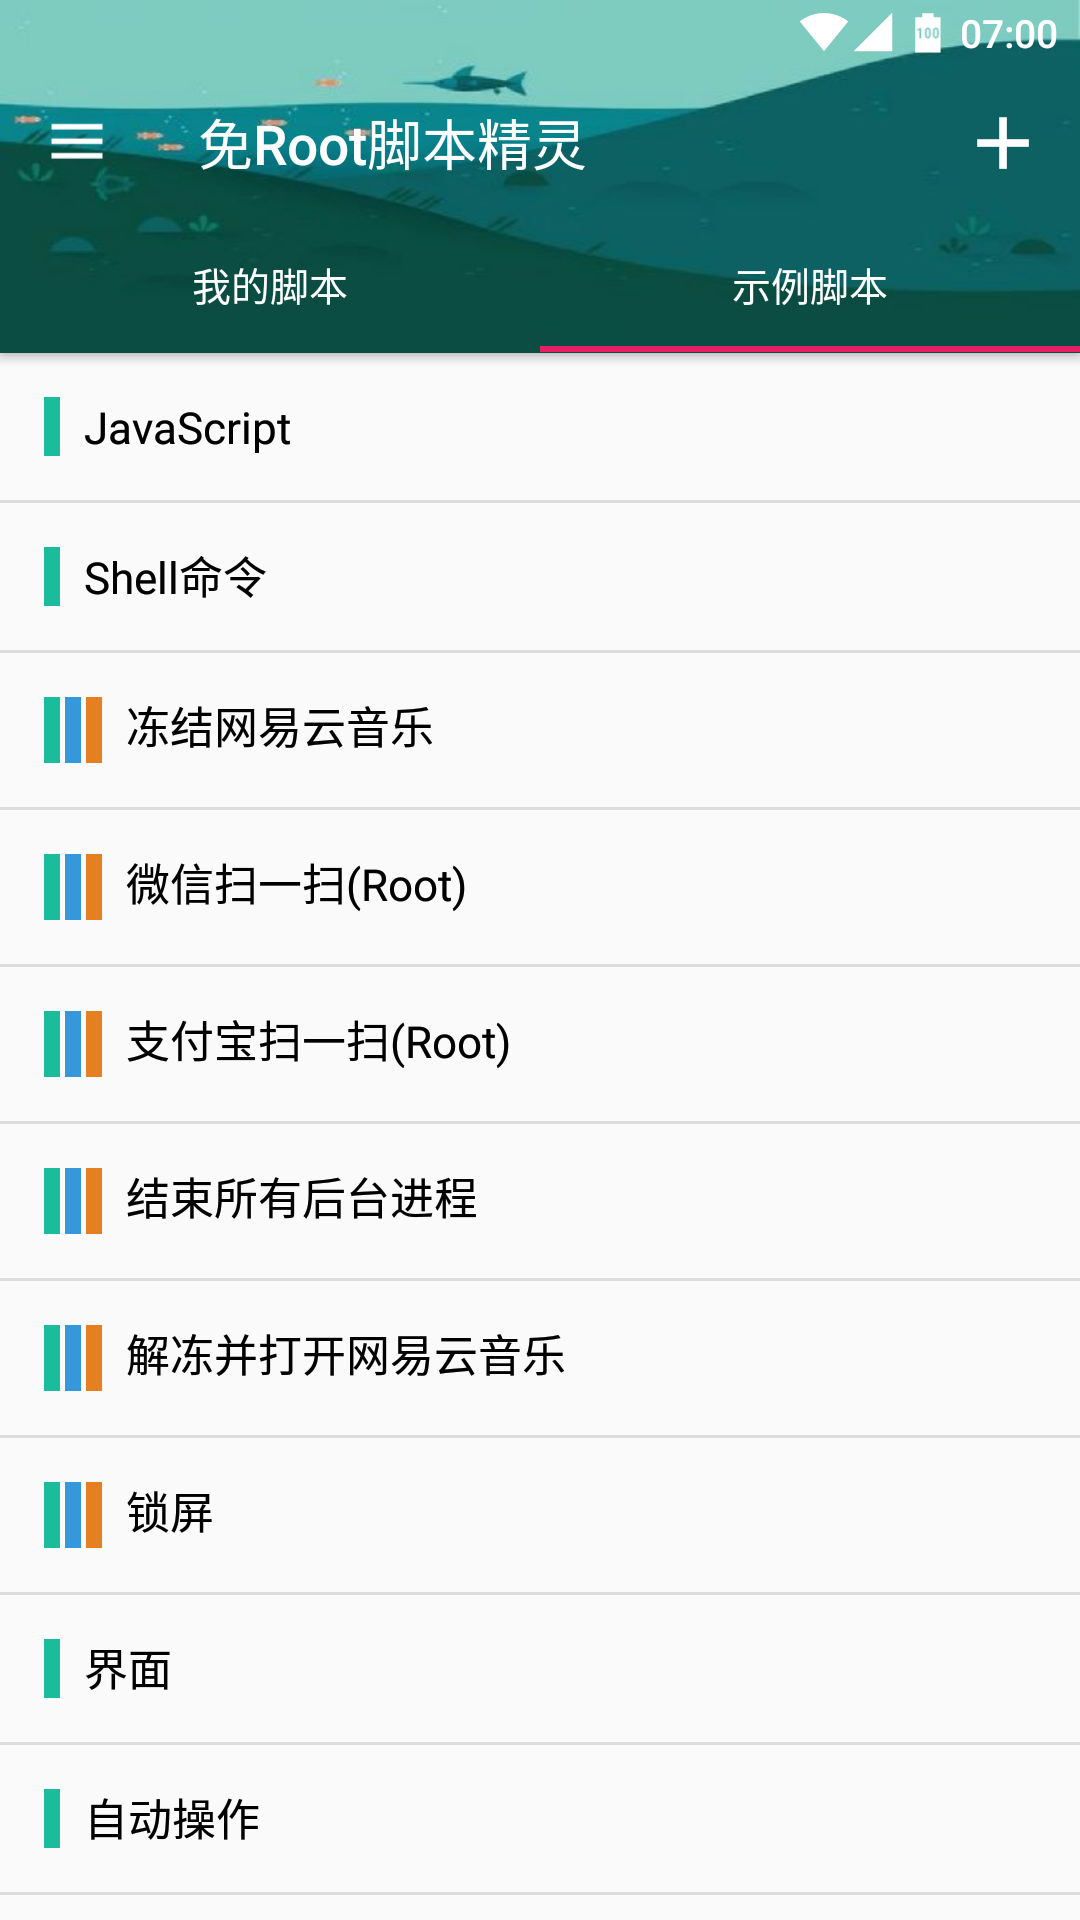 100 07:00
免Root脚本精灵
我的脚本 示例脚本
JavaScript
Shell命令
冻结网易云音乐
微信扫一扫(Root)
支付宝扫一扫(Root)
结束所有后台进程
解冻并打开网易云音乐
锁屏
界面
自动操作